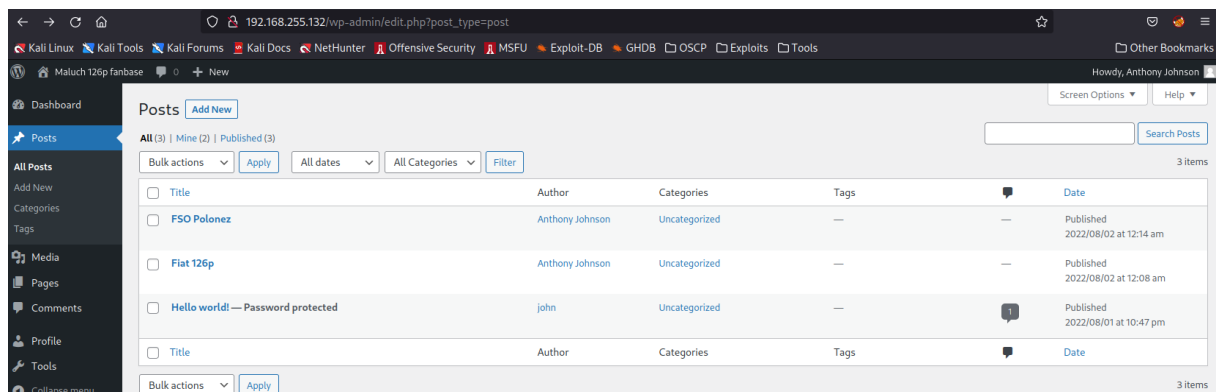 192.168.255.132/wp-admin/edit.php?post_type=post
Kali Linux Kali Tools Kali Forums Kali Docs NetHunter Offensive Security MSFU Exploit-DB GHDB OSCP Exploits Tools Other Bookmarks
Maluch 126p fanbase 0 + New Howdy, Anthony Johnson
Dashboard
Posts
All Posts
Add New
Categories
Tags
Media
Pages
Comments
Profile
Tools
Collapse menu
Screen Options ▼ Help ▼
Posts Add New
All (3) | Mine (2) | Published (3)
Search Posts
Bulk actions Apply All dates All Categories Filter 3 items
Title Author Categories Tags Date
FSO Polonez Anthony Johnson Uncategorized — — Published
2022/08/02 at 12:14 am
Fiat 126p Anthony Johnson Uncategorized — — Published
2022/08/02 at 12:08 am
Hello world! — Password protected john Uncategorized — 1 Published
2022/08/01 at 10:47 pm
Title Author Categories Tags Date
Bulk actions Apply 3 items